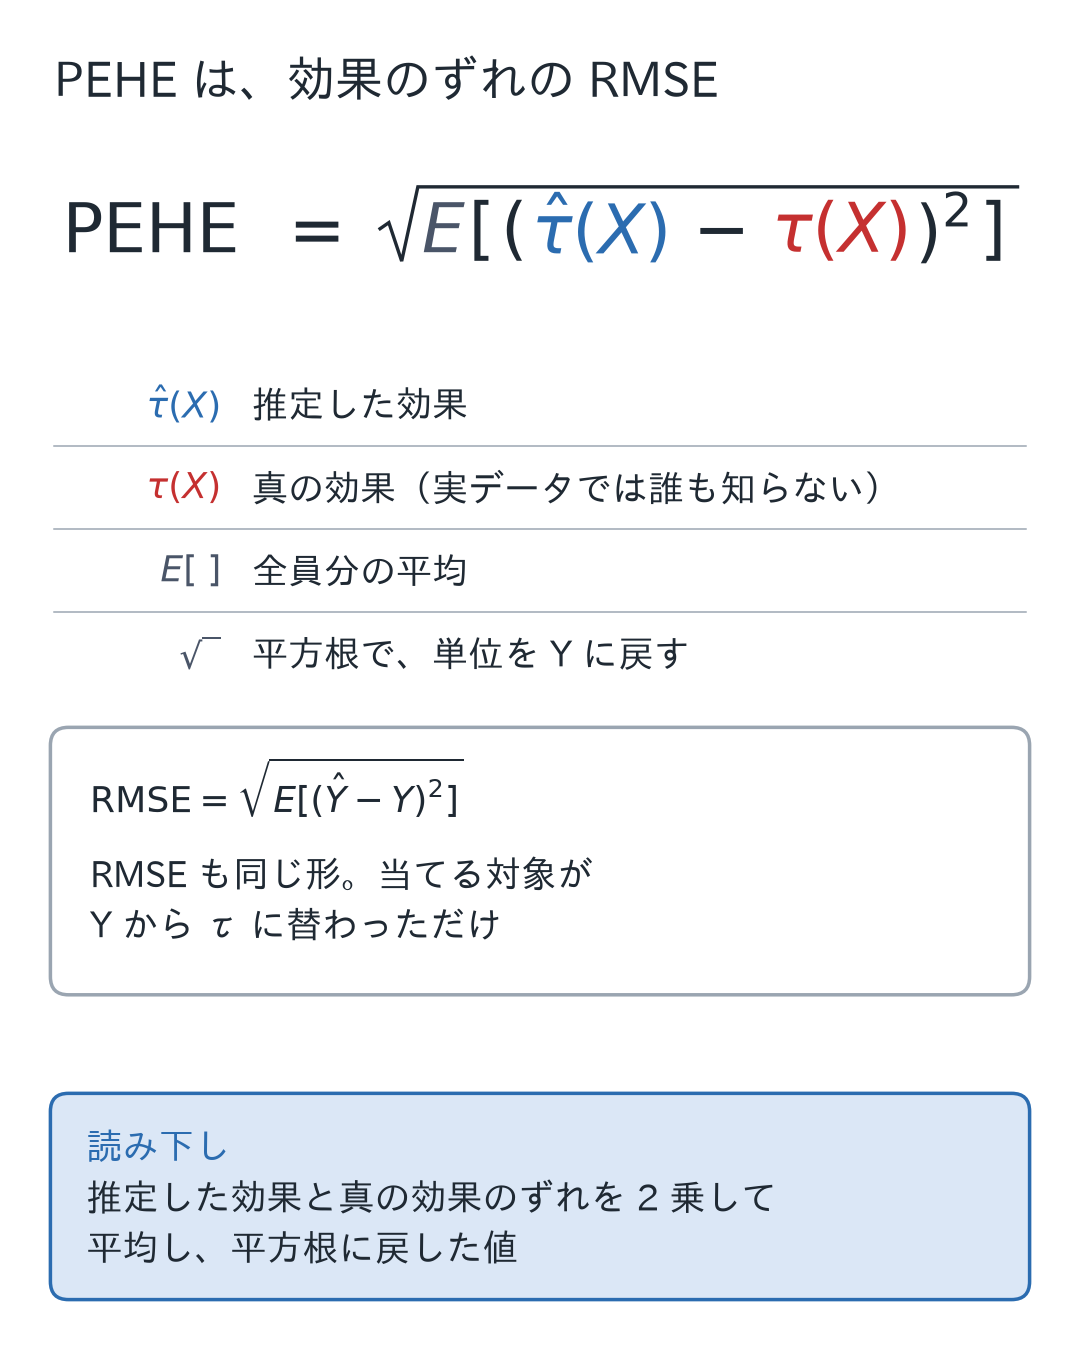 PEHE は、効果のずれの RMSE
PEHE = √E[(τ̂(X) − τ(X))²]
τ̂(X) 推定した効果
τ(X) 真の効果（実データでは誰も知らない）
E[ ] 全員分の平均
√ 平方根で、単位を Y に戻す
RMSE = √E[(Ŷ − Y)²]
RMSE も同じ形。当てる対象が
Y から τ に替わっただけ
読み下し
推定した効果と真の効果のずれを 2 乗して
平均し、平方根に戻した値